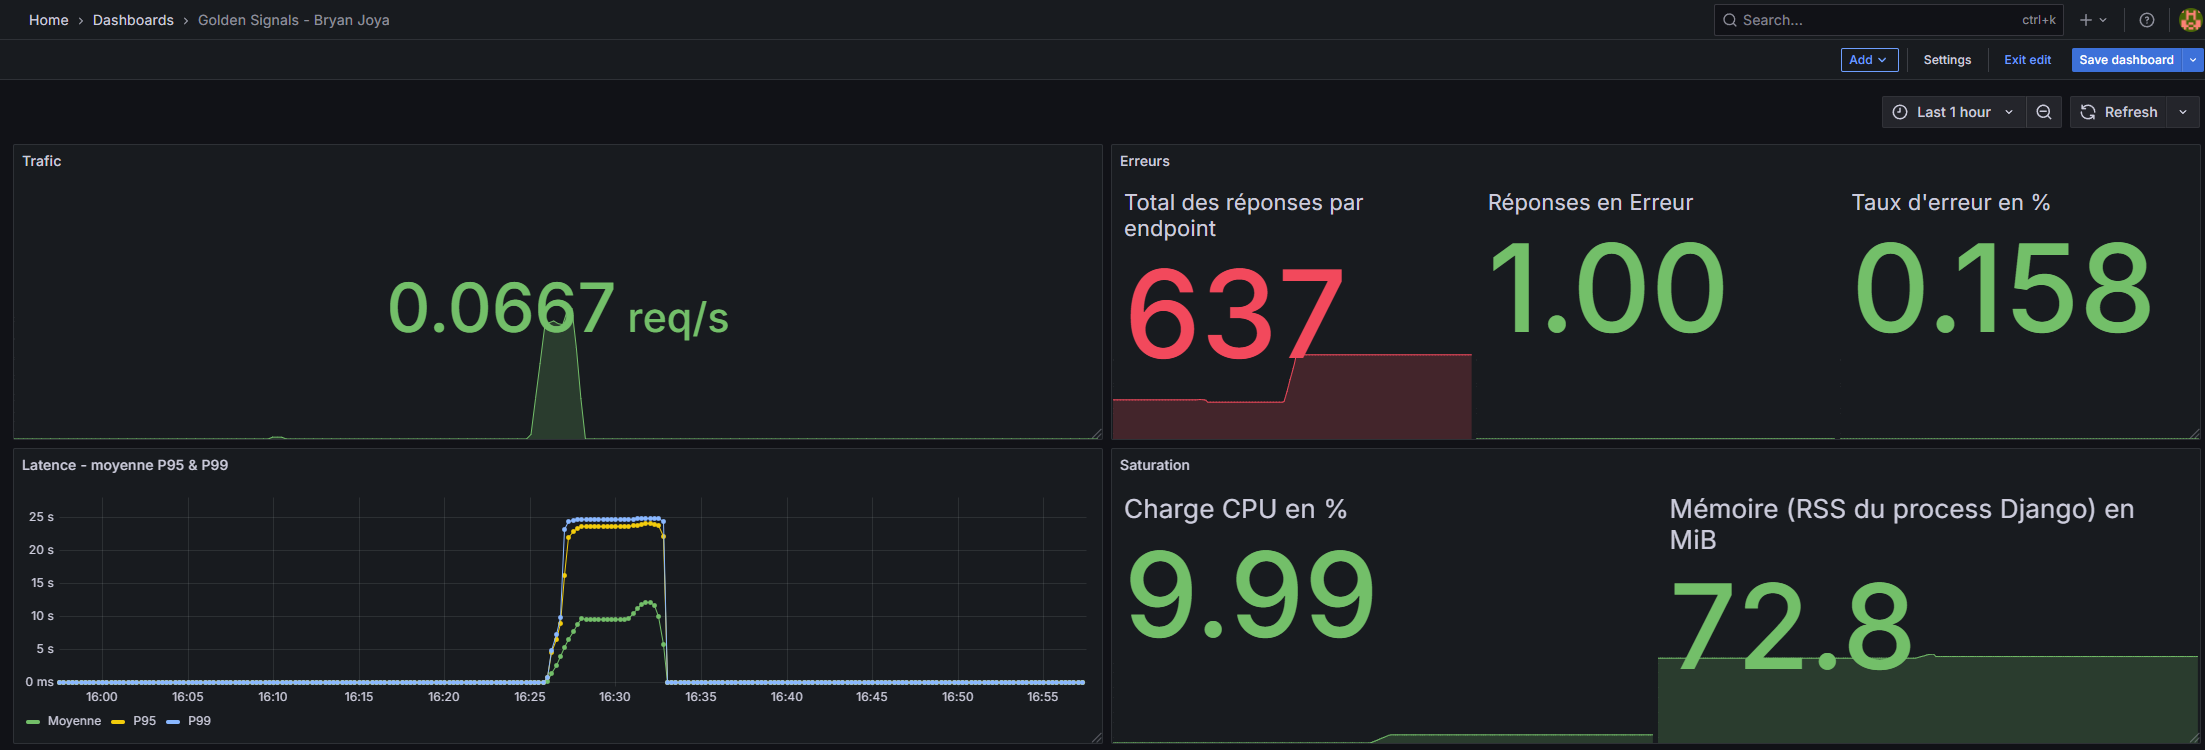 Home › Dashboards › Golden Signals - Bryan Joya
Search... ctrl+k
Add Settings Exit edit Save dashboard
Last 1 hour Refresh
Trafic
0.0667 req/s
Erreurs
Total des réponses par
endpoint
637
Réponses en Erreur
1.00
Taux d'erreur en %
0.158
Latence - moyenne P95 & P99
25 s
20 s
15 s
10 s
5 s
0 ms
16:00 16:05 16:10 16:15 16:20 16:25 16:30 16:35 16:40 16:45 16:50 16:55
Moyenne P95 P99
Saturation
Charge CPU en %
9.99
Mémoire (RSS du process Django) en
MiB
72.8